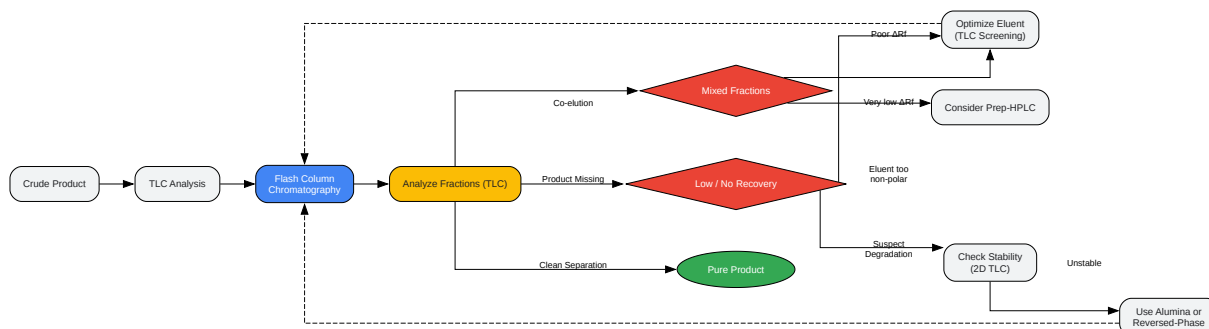 Optimize Eluent
(TLC Screening)
Poor ΔRf
Mixed Fractions
Co-elution
Very low ΔRf
Consider Prep-HPLC
Crude Product
TLC Analysis
Flash Column
Chromatography
Analyze Fractions (TLC)
Product Missing
Low / No Recovery
Eluent too
non-polar
Suspect
Degradation
Check Stability
(2D TLC)
Unstable
Clean Separation
Pure Product
Use Alumina or
Reversed-Phase